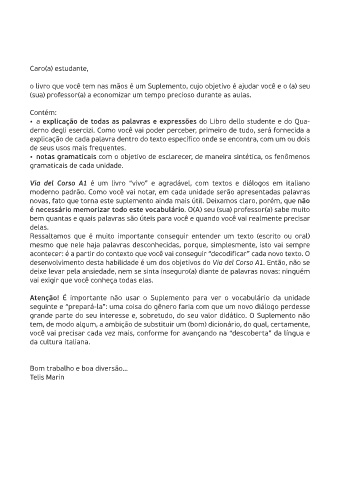 Caro(a) estudante,
o livro que você tem nas mãos é um Suplemento, cujo objetivo é ajudar você e o (a) seu
(sua) professor(a) a economizar um tempo precioso durante as aulas.
Contém:
• a explicação de todas as palavras e expressões do Libro dello studente e do Qua-
derno degli esercizi. Como você vai poder perceber, primeiro de tudo, será fornecida a
explicação de cada palavra dentro do texto específico onde se encontra, com um ou dois
de seus usos mais frequentes.
• notas gramaticais com o objetivo de esclarecer, de maneira sintética, os fenômenos
gramaticais de cada unidade.
Via del Corso A1 é um livro “vivo” e agradável, com textos e diálogos em italiano
moderno padrão. Como você vai notar, em cada unidade serão apresentadas palavras
novas, fato que torna este suplemento ainda mais útil. Deixamos claro, porém, que não
é necessário memorizar todo este vocabulário. O(A) seu (sua) professor(a) sabe muito
bem quantas e quais palavras são úteis para você e quando você vai realmente precisar
delas.
Ressaltamos que é muito importante conseguir entender um texto (escrito ou oral)
mesmo que nele haja palavras desconhecidas, porque, simplesmente, isto vai sempre
acontecer: é a partir do contexto que você vai conseguir “decodificar” cada novo texto. O
desenvolvimento desta habilidade é um dos objetivos do Via del Corso A1. Então, não se
deixe levar pela ansiedade, nem se sinta inseguro(a) diante de palavras novas: ninguém
vai exigir que você conheça todas elas.
Atenção! É importante não usar o Suplemento para ver o vocabulário da unidade
seguinte e “prepará-la”: uma coisa do gênero faria com que um novo diálogo perdesse
grande parte do seu interesse e, sobretudo, do seu valor didático. O Suplemento não
tem, de modo algum, a ambição de substituir um (bom) dicionário, do qual, certamente,
você vai precisar cada vez mais, conforme for avançando na “descoberta” da língua e
da cultura italiana.
Bom trabalho e boa diversão...
Telis Marin